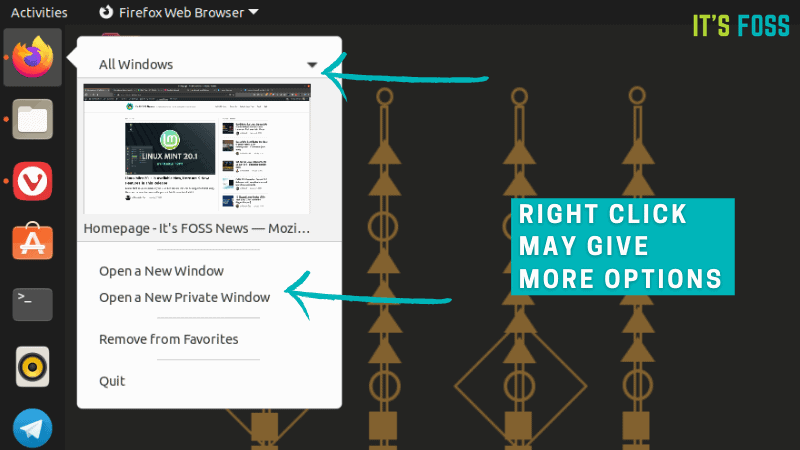 Activities
Firefox Web Browser
IT'S FOSS
All Windows
LINUX MINT 20.1
Homepage - It's FOSS News — Mozi...
Open a New Window
Open a New Private Window
Remove from Favorites
Quit
RIGHT CLICK
MAY GIVE
MORE OPTIONS
>_